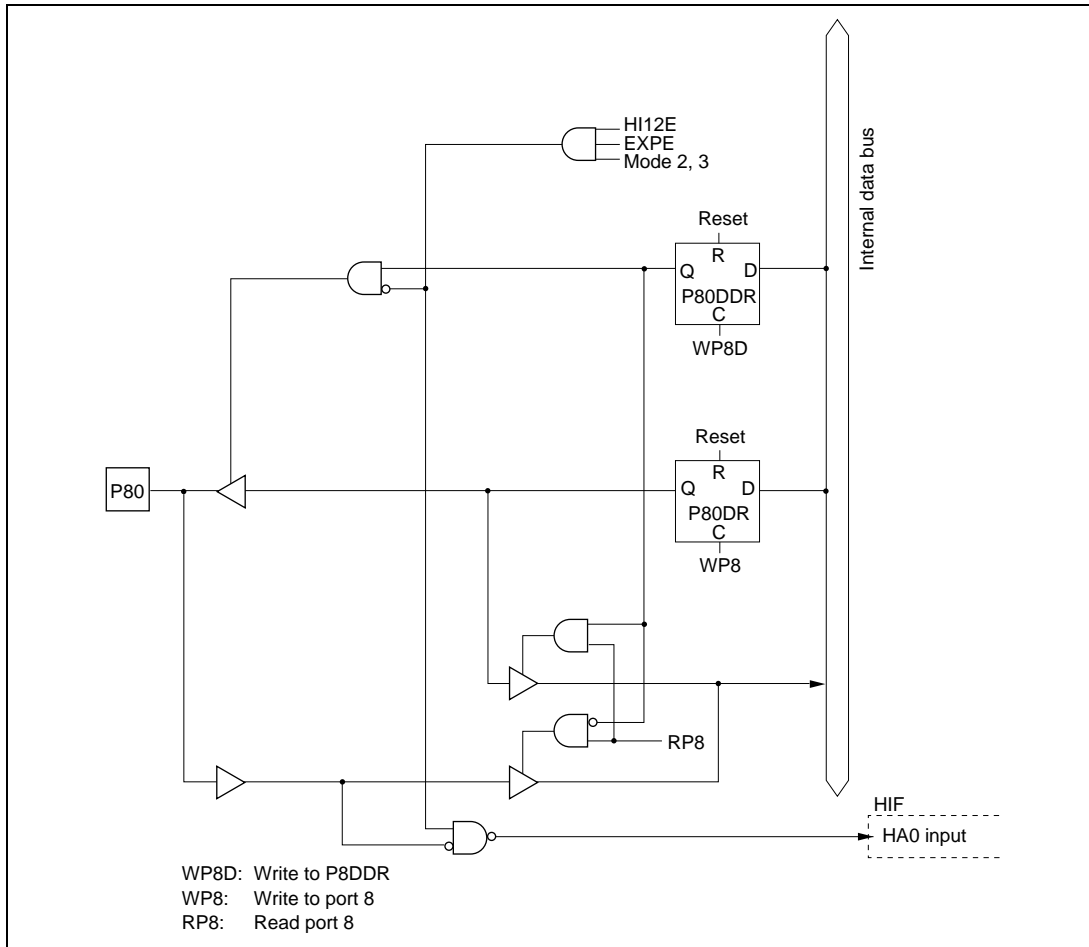 HI12E
EXPE
Mode 2, 3
Internal data bus
Reset
R
Q
D
P80DDR
C
WP8D
Reset
P80
R
Q
D
P80DR
C
WP8
RP8
HIF
HA0 input
WP8D: Write to P8DDR
WP8: Write to port 8
RP8: Read port 8